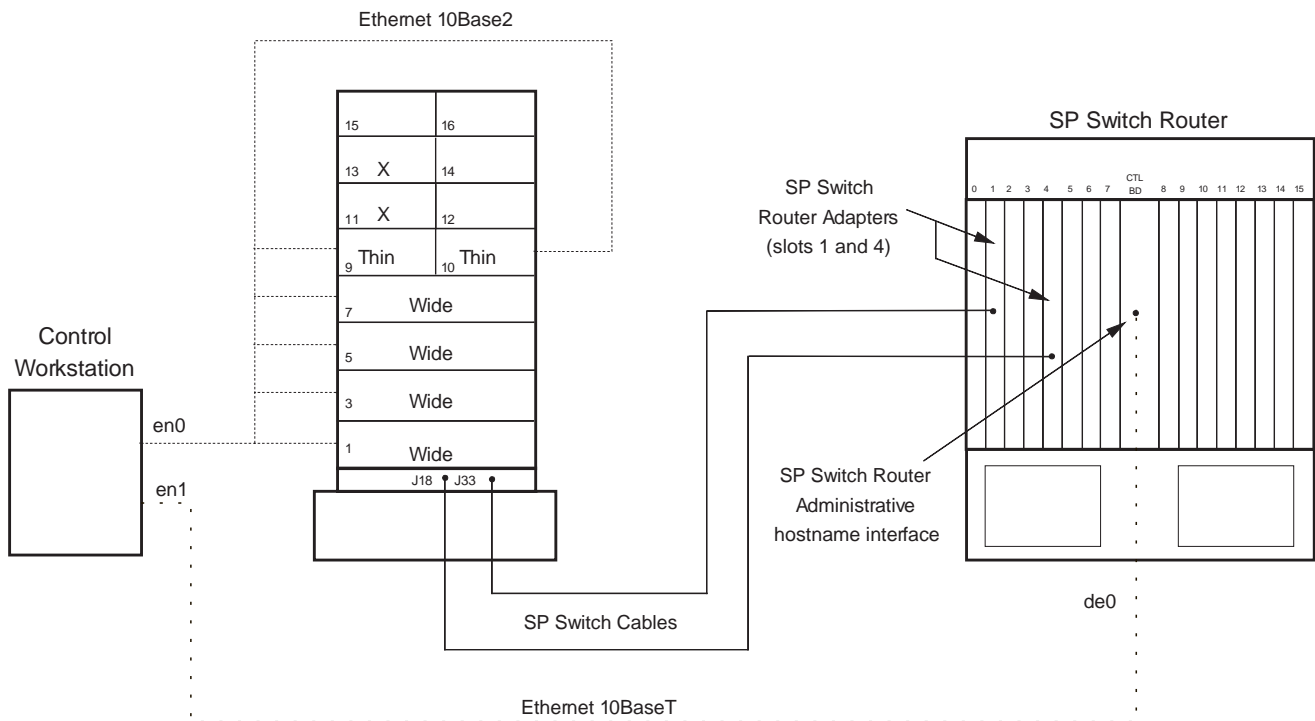 Ethernet 10Base2
15 16
13 X 14
11 X 12
9 Thin 10 Thin
7 Wide
5 Wide
3 Wide
1 Wide
J18 J33
Control
Workstation
en0
en1
SP Switch Cables
Ethernet 10BaseT
SP Switch Router
CTL
0 1 2 3 4 5 6 7 BD 8 9 10 11 12 13 14 15
SP Switch
Router Adapters
(slots 1 and 4)
SP Switch Router
Administrative
hostname interface
de0